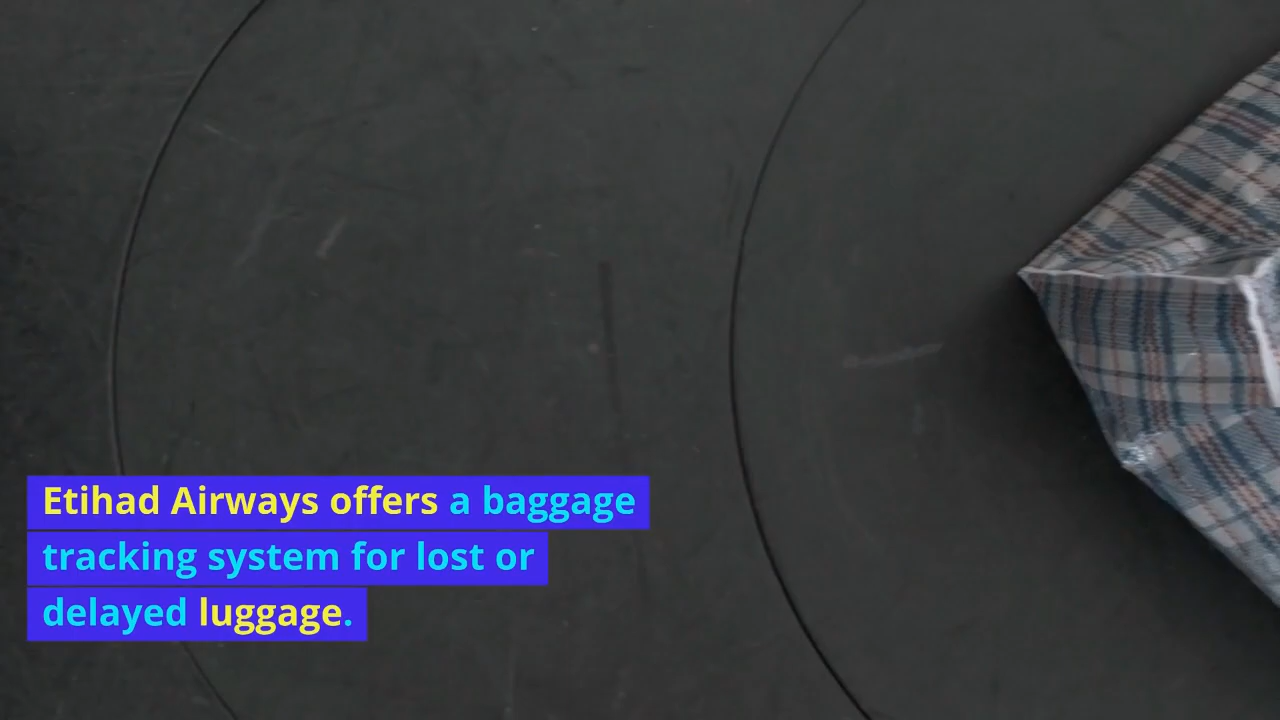 Etihad Airways offers a baggage
tracking system for lost or
delayed luggage.